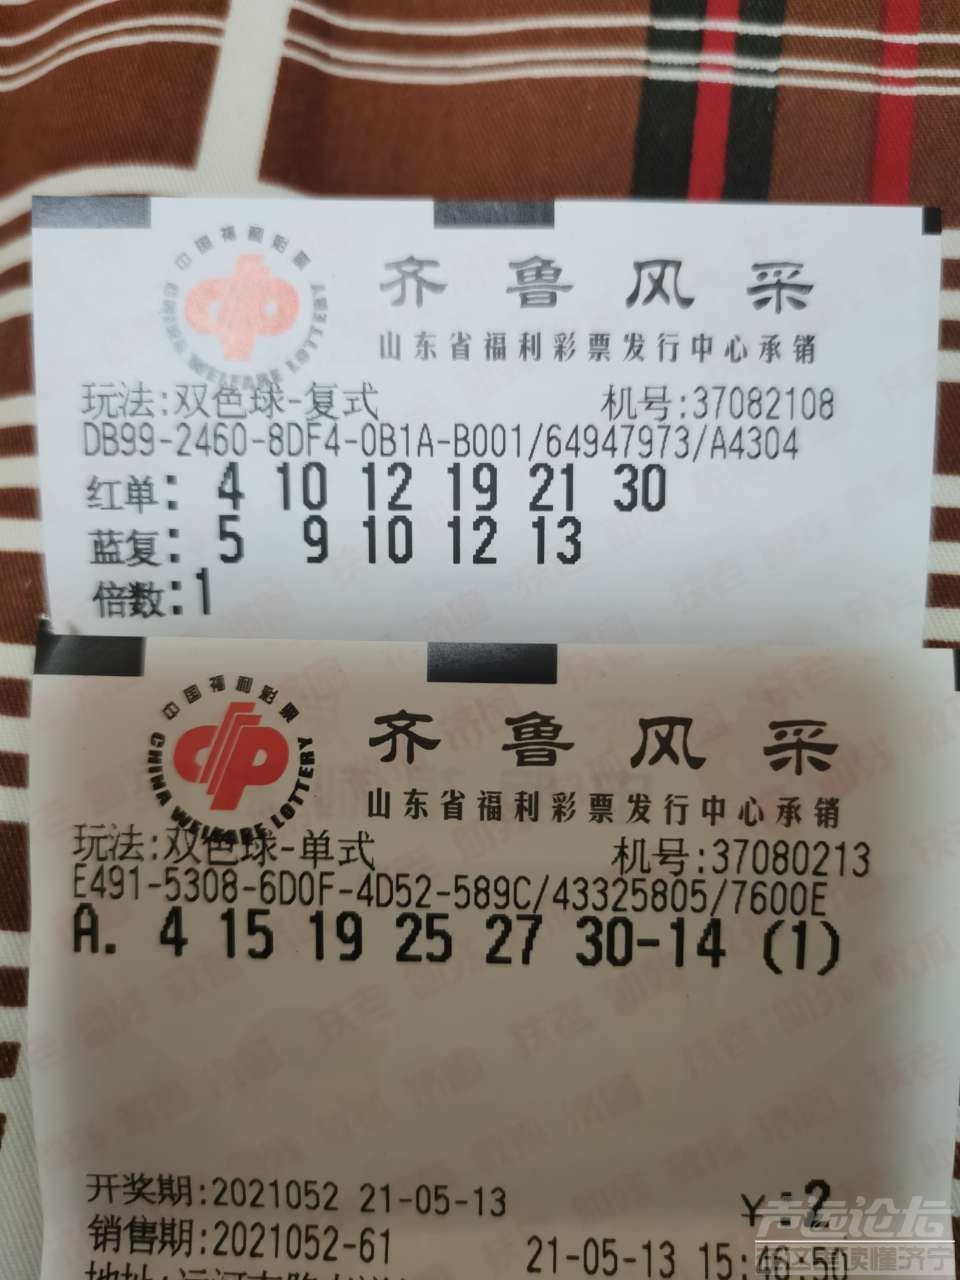 中国福利彩票
CHINA WELFARE LOTTERY
齐鲁风采
山东省福利彩票发行中心承销
玩法:双色球-复式 机号:37082108
DB99-2460-8DF4-0B1A-B001/64947973/A4304
红单: 4 10 12 19 21 30
蓝复: 5 9 10 12 13
倍数:1
中国福利彩票
CHINA WELFARE LOTTERY
齐鲁风采
山东省福利彩票发行中心承销
玩法:双色球-单式 机号:37080213
E491-5308-6D0F-4D52-589C/43325805/7600E
A. 4 15 19 25 27 30-14 (1)
开奖期:2021052 21-05-13 ¥:2
销售期:2021052-61 21-05-13 15:46:50